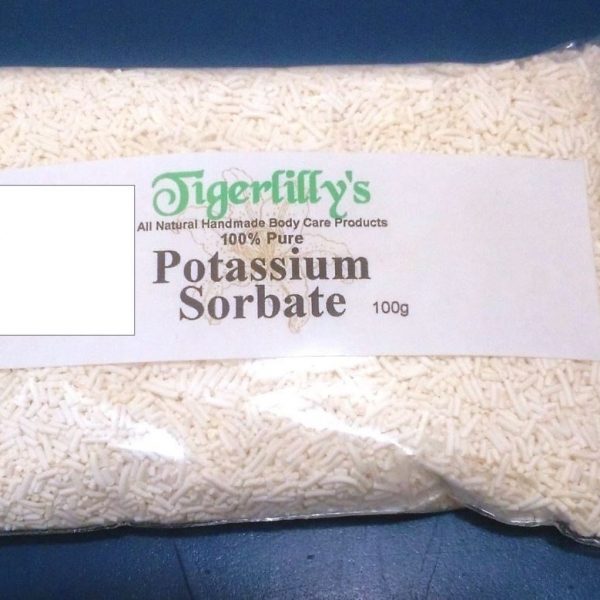 Tigerlilly's
All Natural Handmade Body Care Products
100% Pure
Potassium
Sorbate 100g